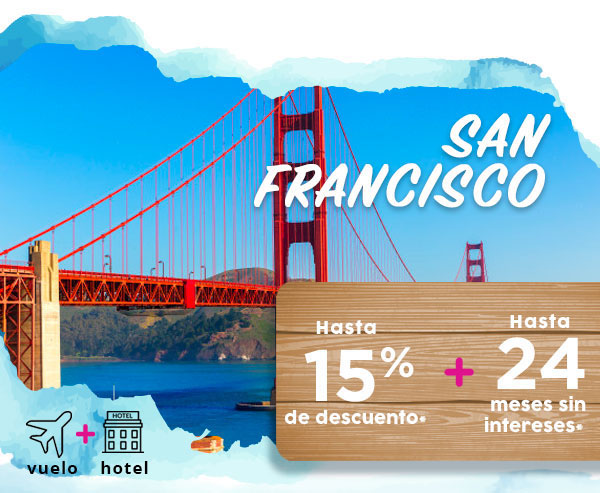 SAN
FRANCISCO
Hasta
15%
de descuento*
+
Hasta
24
meses sin
intereses*
HOTEL
+
vuelo
hotel